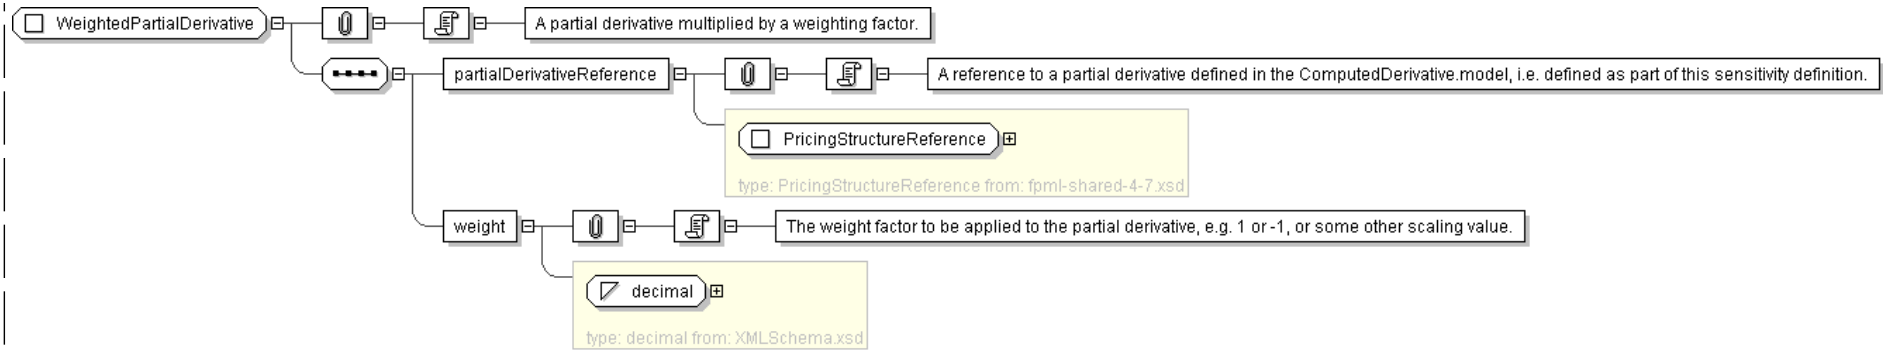 WeightedPartialDerivative
A partial derivative multiplied by a weighting factor.
partialDerivativeReference
A reference to a partial derivative defined in the ComputedDerivative.model, i.e. defined as part of this sensitivity definition.
PricingStructureReference
type: PricingStructureReference from: fpml-shared-4-7.xsd
weight
The weight factor to be applied to the partial derivative, e.g. 1 or -1, or some other scaling value.
decimal
type: decimal from: XMLSchema.xsd